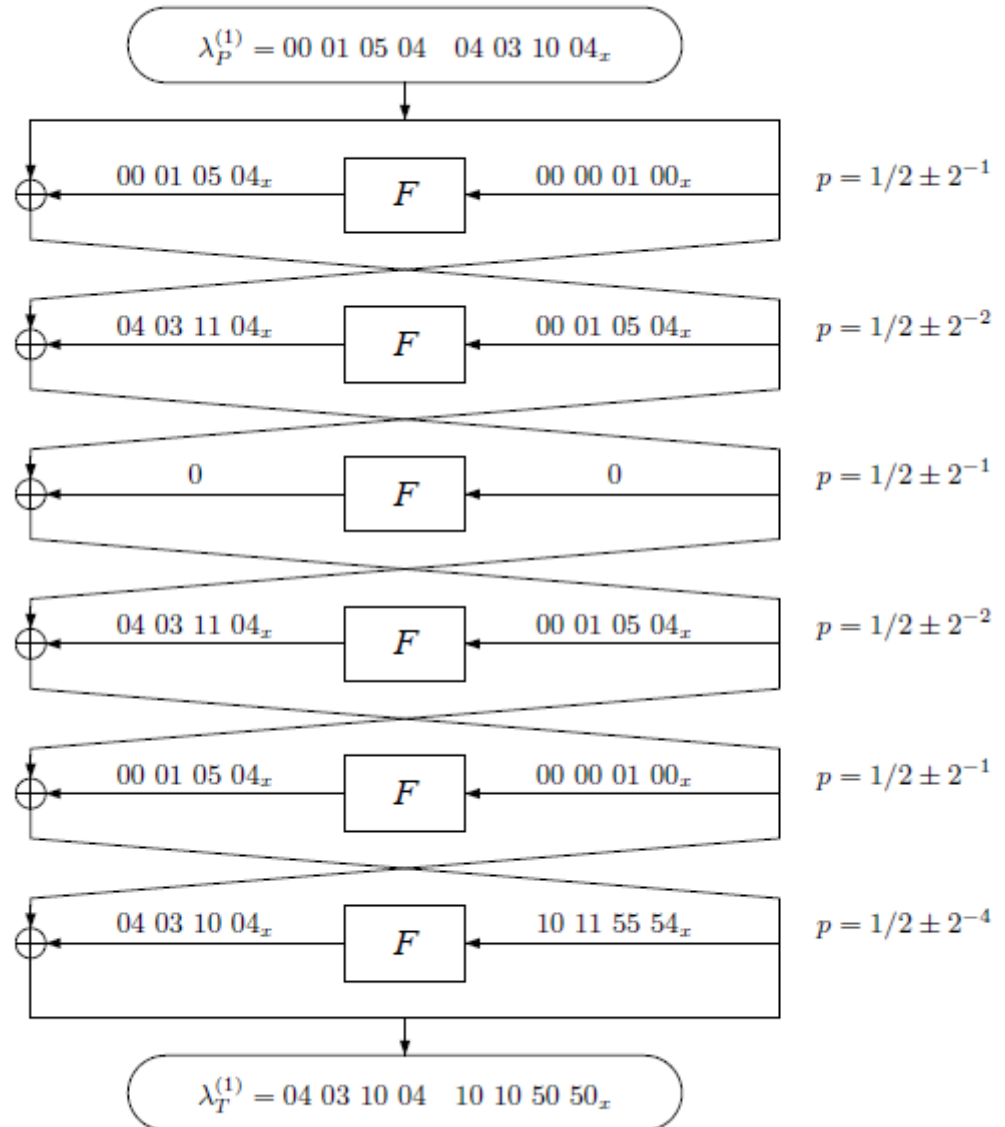 λ_P^{(1)} = 00 01 05 04 04 03 10 04_x
00 01 05 04_x F 00 00 01 00_x p = 1/2 ± 2^{-1}
04 03 11 04_x F 00 01 05 04_x p = 1/2 ± 2^{-2}
0 F 0 p = 1/2 ± 2^{-1}
04 03 11 04_x F 00 01 05 04_x p = 1/2 ± 2^{-2}
00 01 05 04_x F 00 00 01 00_x p = 1/2 ± 2^{-1}
04 03 10 04_x F 10 11 55 54_x p = 1/2 ± 2^{-4}
λ_T^{(1)} = 04 03 10 04 10 10 50 50_x